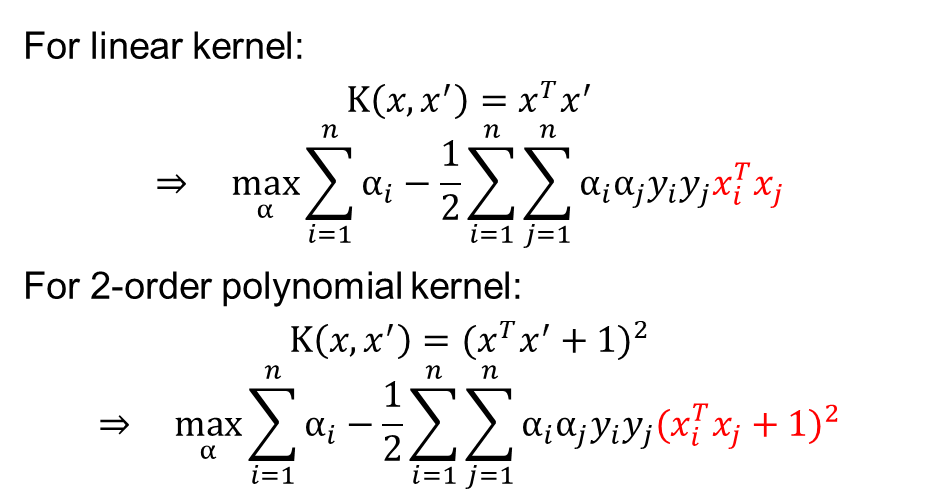 For linear kernel:
K(x, x′) = xᵀx′
⇒ max_α ∑_{i=1}^{n} α_i − 1/2 ∑_{i=1}^{n} ∑_{j=1}^{n} α_i α_j y_i y_j x_i^T x_j
For 2-order polynomial kernel:
K(x, x′) = (xᵀx′ + 1)²
⇒ max_α ∑_{i=1}^{n} α_i − 1/2 ∑_{i=1}^{n} ∑_{j=1}^{n} α_i α_j y_i y_j (x_i^T x_j + 1)²